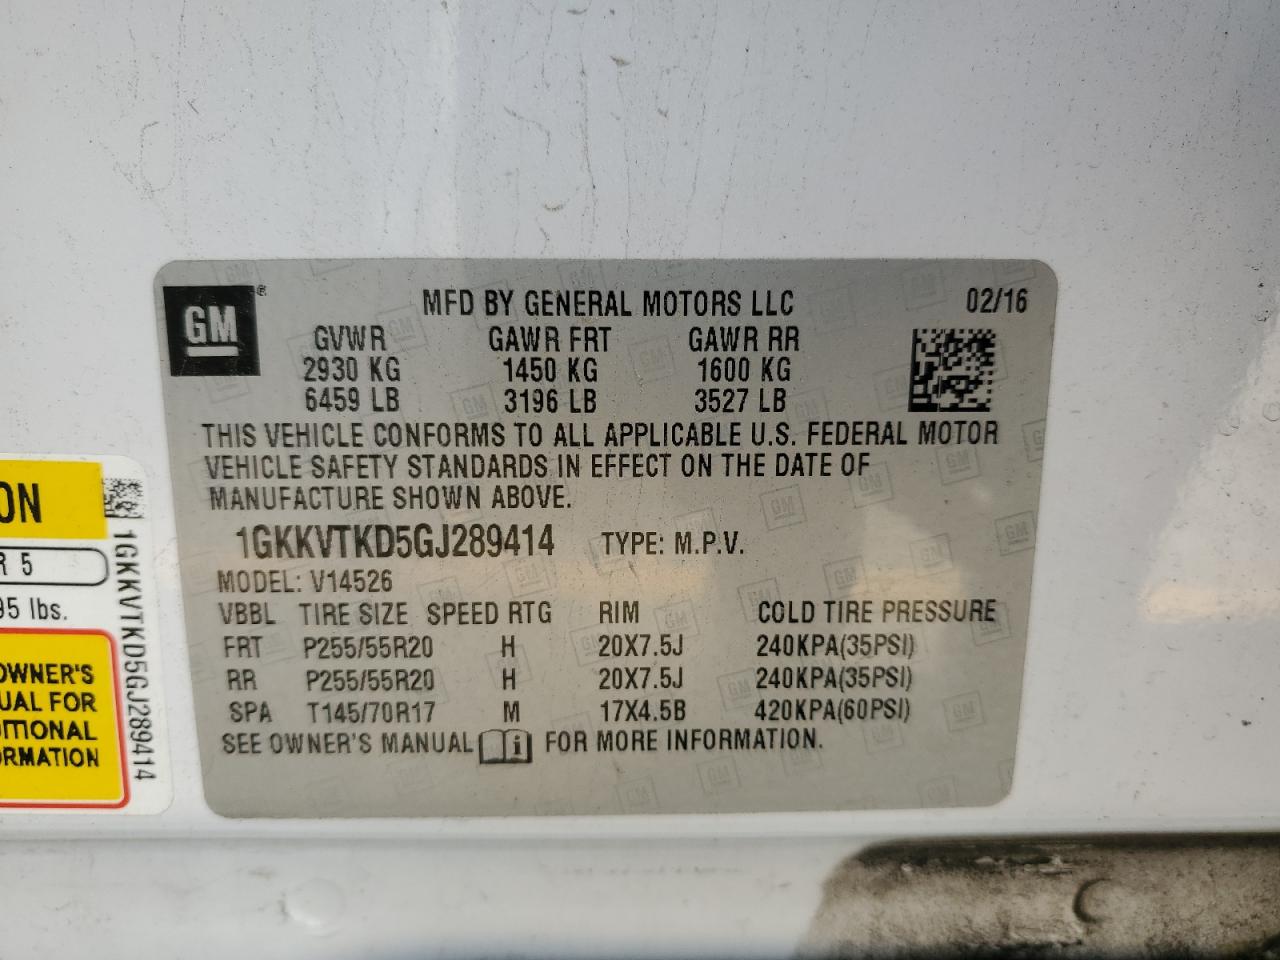 GM®
MFD BY GENERAL MOTORS LLC 02/16
GVWR GAWR FRT GAWR RR
2930 KG 1450 KG 1600 KG
6459 LB 3196 LB 3527 LB
THIS VEHICLE CONFORMS TO ALL APPLICABLE U.S. FEDERAL MOTOR
VEHICLE SAFETY STANDARDS IN EFFECT ON THE DATE OF
MANUFACTURE SHOWN ABOVE.
1GKKVTKD5GJ289414 TYPE: M.P.V.
MODEL: V14526
VBBL TIRE SIZE SPEED RTG RIM COLD TIRE PRESSURE
FRT P255/55R20 H 20X7.5J 240KPA(35PSI)
RR P255/55R20 H 20X7.5J 240KPA(35PSI)
SPA T145/70R17 M 17X4.5B 420KPA(60PSI)
SEE OWNER'S MANUAL i FOR MORE INFORMATION.
ON
R 5
95 lbs.
OWNER'S
UAL FOR
DITIONAL
ORMATION
1GKKVTKD5GJ289414